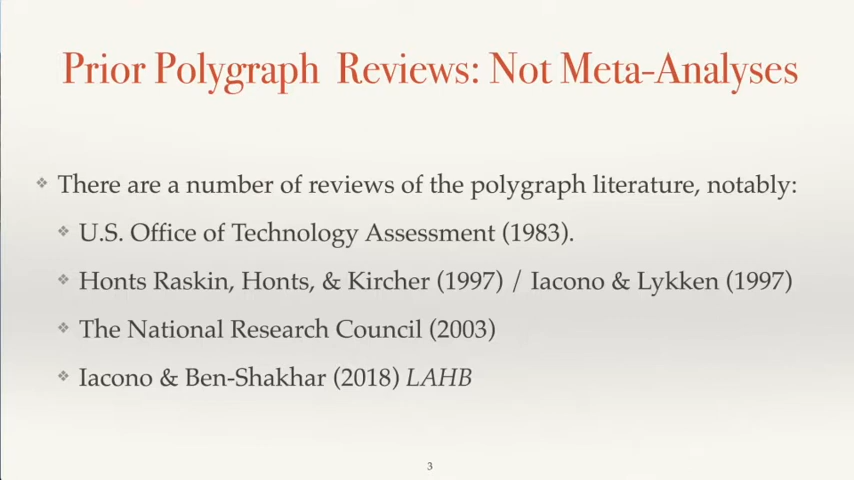 Prior Polygraph Reviews: Not Meta-Analyses
There are a number of reviews of the polygraph literature, notably:
U.S. Office of Technology Assessment (1983).
Honts Raskin, Honts, & Kircher (1997) / Iacono & Lykken (1997)
The National Research Council (2003)
Iacono & Ben-Shakhar (2018) LAHB
3